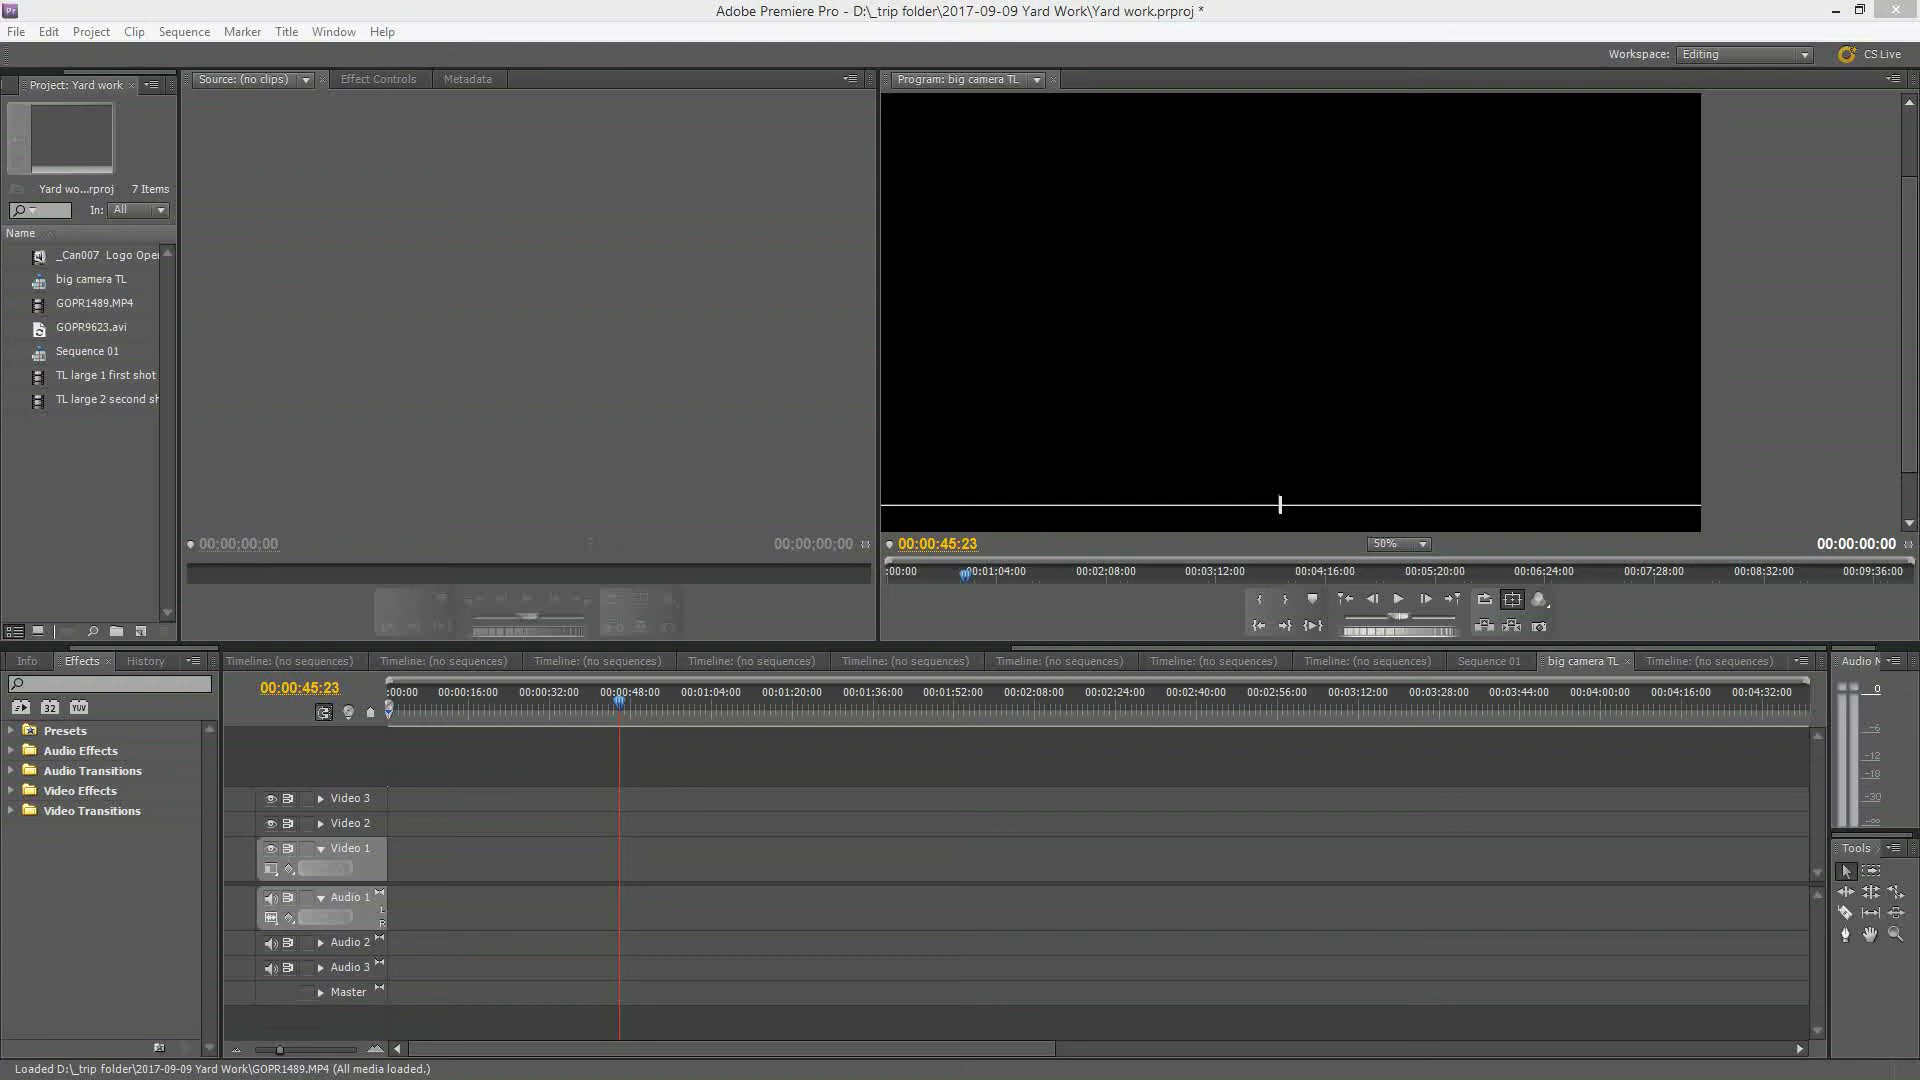 Adobe Premiere Pro - D:\_trip folder\2017-09-09 Yard Work\Yard work.prproj *
File Edit Project Clip Sequence Marker Title Window Help
Workspace: Editing CS Live
Project: Yard work
Source: (no clips) Effect Controls Metadata
Program: big camera TL
Yard wo...rproj 7 Items
In: All
Name
_Can007 Logo Oper
big camera TL
GOPR1489.MP4
GOPR9623.avi
Sequence 01
TL large 1 first shot
TL large 2 second sh
00;00;00;00 00;00;00;00
00:00:45:23 50% 00:00:00:00
:00:00 00:01:04:00 00:02:08:00 00:03:12:00 00:04:16:00 00:05:20:00 00:06:24:00 00:07:28:00 00:08:32:00 00:09:36:00
Info Effects History
Timeline: (no sequences) Timeline: (no sequences) Timeline: (no sequences) Timeline: (no sequences) Timeline: (no sequences) Timeline: (no sequences) Timeline: (no sequences) Timeline: (no sequences) Sequence 01 big camera TL Timeline: (no sequences)
Audio M
00:00:45:23
:00:00 00:00:16:00 00:00:32:00 00:00:48:00 00:01:04:00 00:01:20:00 00:01:36:00 00:01:52:00 00:02:08:00 00:02:24:00 00:02:40:00 00:02:56:00 00:03:12:00 00:03:28:00 00:03:44:00 00:04:00:00 00:04:16:00 00:04:32:00
32 YUV
Presets
Audio Effects
Audio Transitions
Video Effects
Video Transitions
Video 3
Video 2
Video 1
Audio 1
L
R
Audio 2
Audio 3
Master
0
-6
-12
-18
-30
-∞
Tools
Loaded D:\_trip folder\2017-09-09 Yard Work\GOPR1489.MP4 (All media loaded.)